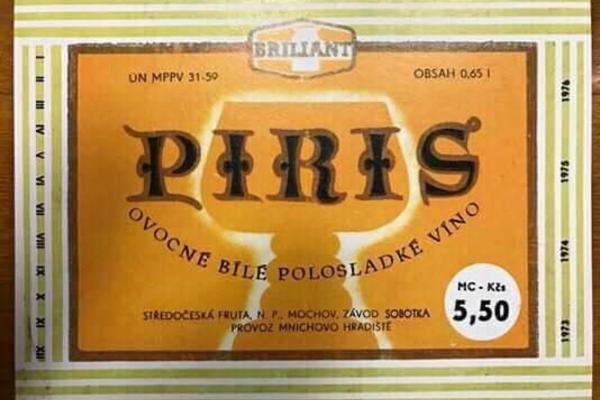 BRILIANT
ÚN MPPV 31-59
OBSAH 0,65 l
PIRIS
OVOCNÉ BÍLÉ POLOSLADKÉ VÍNO
MC - Kčs
5,50
STŘEDOČESKÁ FRUTA, N. P., MOCHOV, ZÁVOD SOBOTKA
PROVOZ MNICHOVO HRADIŠTĚ
I
II
III
IV
V
VI
VII
VIII
IX
X
XI
XII
1976
1975
1974
1973